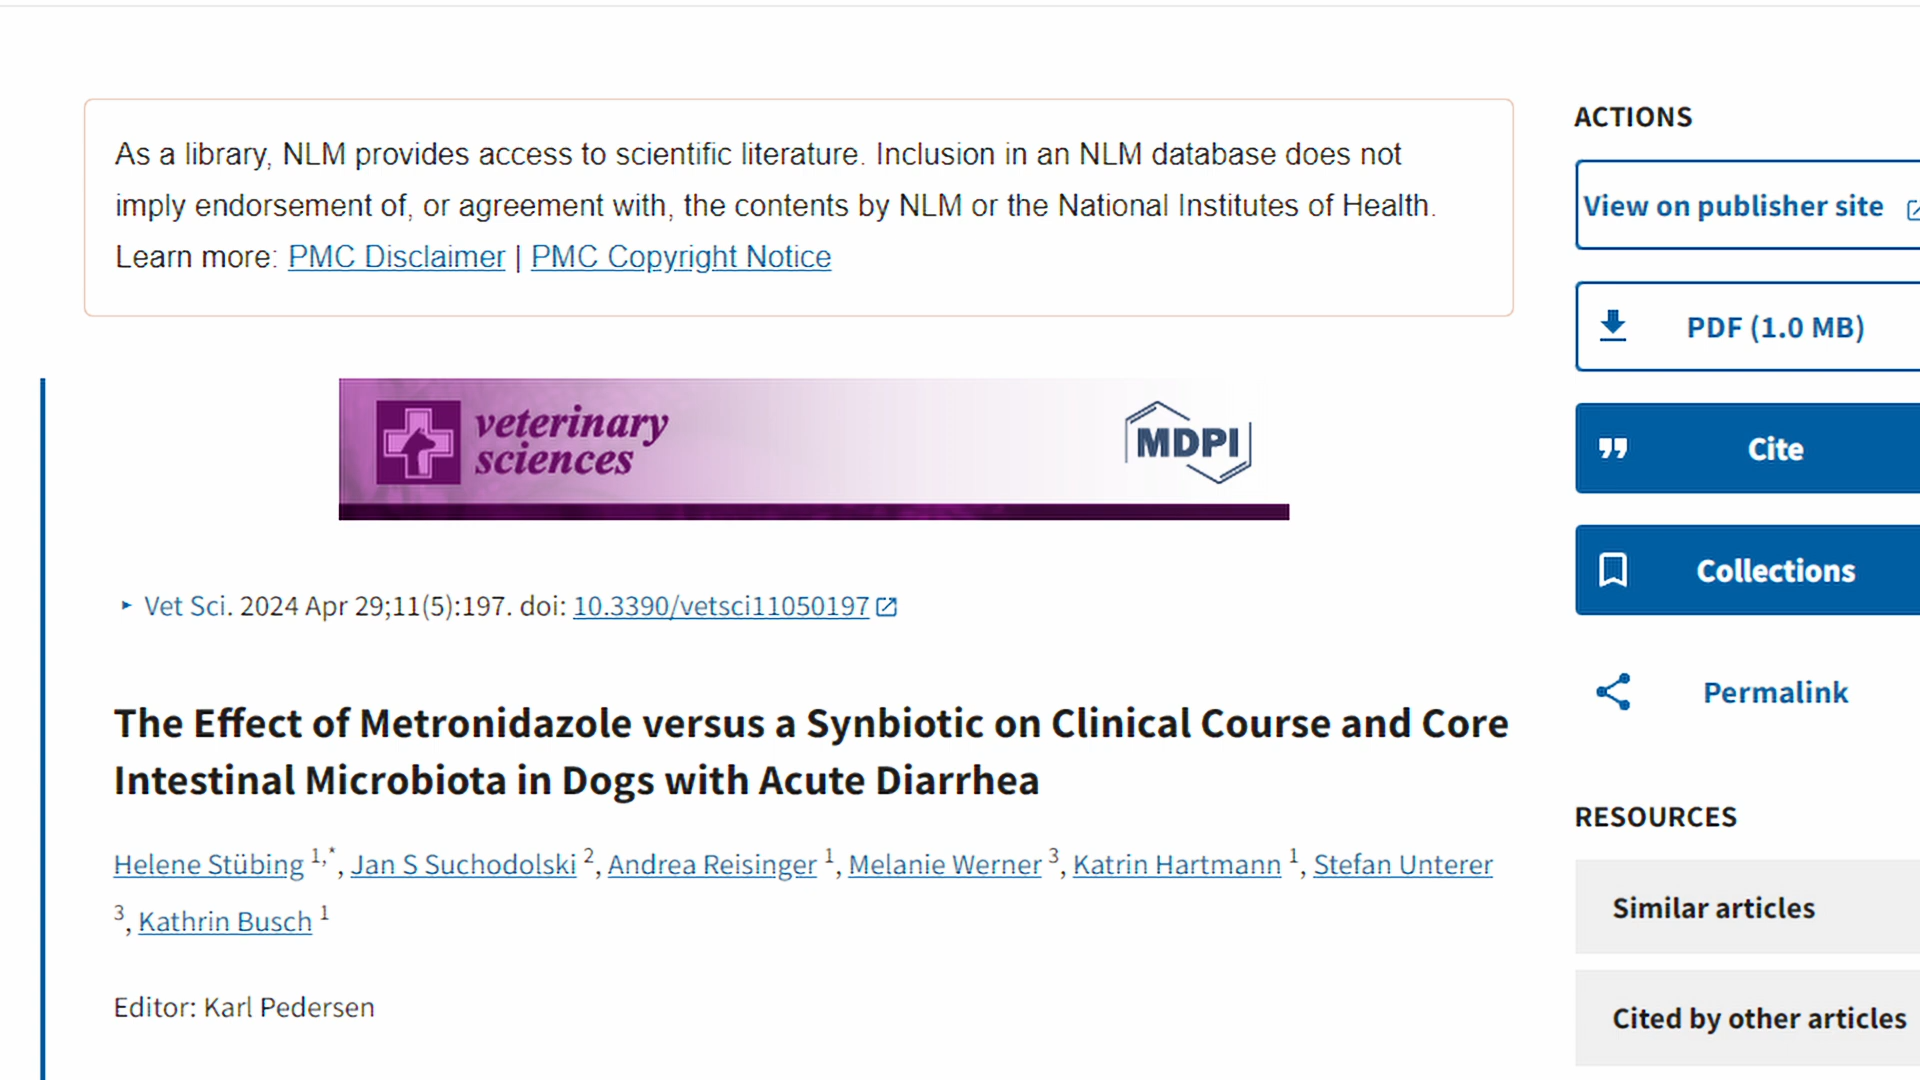 As a library, NLM provides access to scientific literature. Inclusion in an NLM database does not
imply endorsement of, or agreement with, the contents by NLM or the National Institutes of Health.
Learn more: PMC Disclaimer | PMC Copyright Notice
veterinary
sciences
MDPI
Vet Sci. 2024 Apr 29;11(5):197. doi: 10.3390/vetsci11050197
The Effect of Metronidazole versus a Synbiotic on Clinical Course and Core
Intestinal Microbiota in Dogs with Acute Diarrhea
Helene Stübing 1,*, Jan S Suchodolski 2, Andrea Reisinger 1, Melanie Werner 3, Katrin Hartmann 1, Stefan Unterer
3, Kathrin Busch 1
Editor: Karl Pedersen
ACTIONS
View on publisher site
PDF (1.0 MB)
Cite
Collections
Permalink
RESOURCES
Similar articles
Cited by other articles